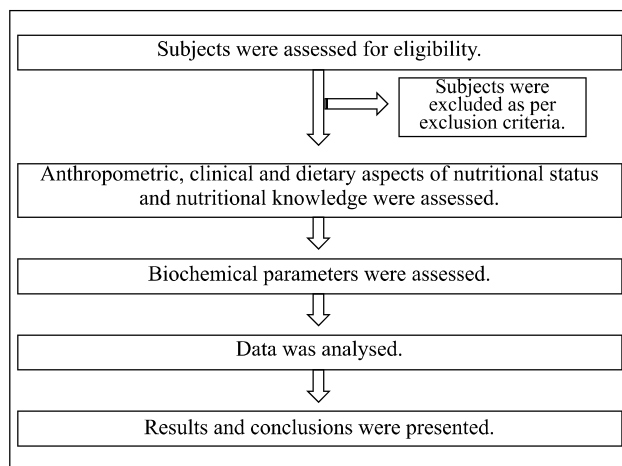 Subjects were assessed for eligibility.
Subjects were
excluded as per
exclusion criteria.
Anthropometric, clinical and dietary aspects of nutritional status
and nutritional knowledge were assessed.
Biochemical parameters were assessed.
Data was analysed.
Results and conclusions were presented.